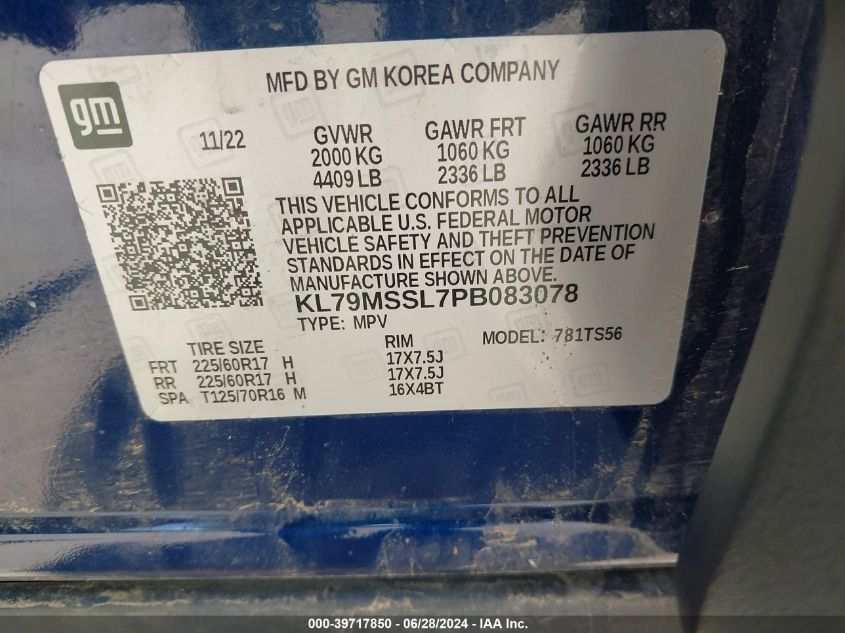 MFD BY GM KOREA COMPANY
gm
11/22
GVWR GAWR FRT GAWR RR
2000 KG 1060 KG 1060 KG
4409 LB 2336 LB 2336 LB
THIS VEHICLE CONFORMS TO ALL
APPLICABLE U.S. FEDERAL MOTOR
VEHICLE SAFETY AND THEFT PREVENTION
STANDARDS IN EFFECT ON THE DATE OF
MANUFACTURE SHOWN ABOVE.
KL79MSSL7PB083078
TYPE: MPV MODEL: 781TS56
TIRE SIZE RIM
FRT 225/60R17 H 17X7.5J
RR 225/60R17 H 17X7.5J
SPA T125/70R16 M 16X4BT
000-39717850 - 06/28/2024 - IAA Inc.